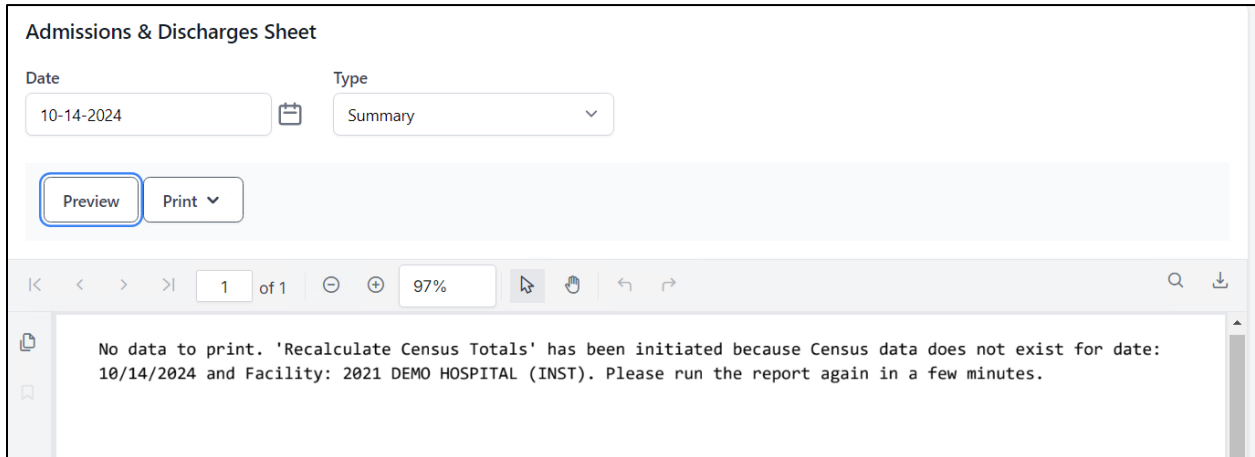 Admissions & Discharges Sheet
Date
Type
10-14-2024
Summary
Preview
Print
1 of 1
97%
No data to print. 'Recalculate Census Totals' has been initiated because Census data does not exist for date:
10/14/2024 and Facility: 2021 DEMO HOSPITAL (INST). Please run the report again in a few minutes.